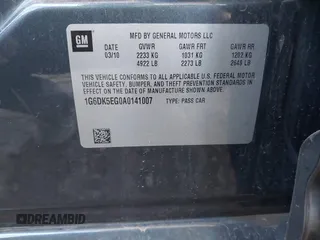 GM
MFD BY GENERAL MOTORS LLC
DATE GVWR GAWR FRT GAWR RR
03/10 2233 KG 1031 KG 1202 KG
4922 LB 2273 LB 2649 LB
THIS VEHICLE CONFORMS TO ALL APPLICABLE U.S. FEDERAL MOTOR
VEHICLE SAFETY, BUMPER, AND THEFT PREVENTION STANDARDS IN
EFFECT ON THE DATE OF MANUFACTURE SHOWN ABOVE.
1G6DK5EG0A0141007 TYPE: PASS CAR
DREAMBID